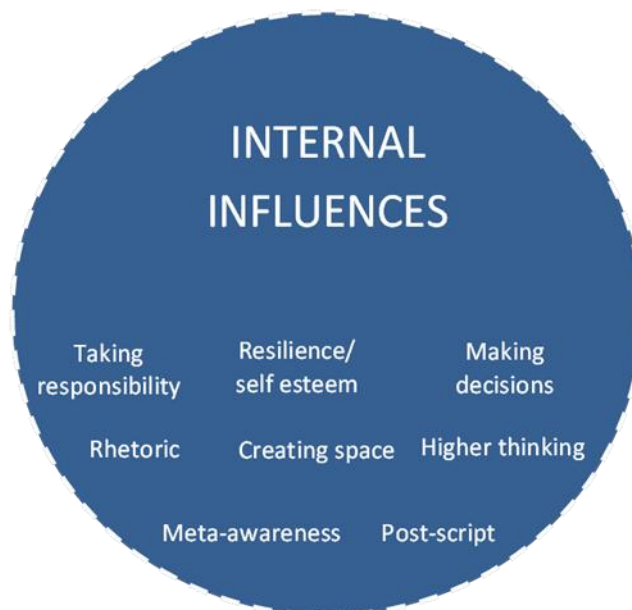 INTERNAL
INFLUENCES
Taking
responsibility
Resilience/
self esteem
Making
decisions
Rhetoric
Creating space
Higher thinking
Meta-awareness
Post-script